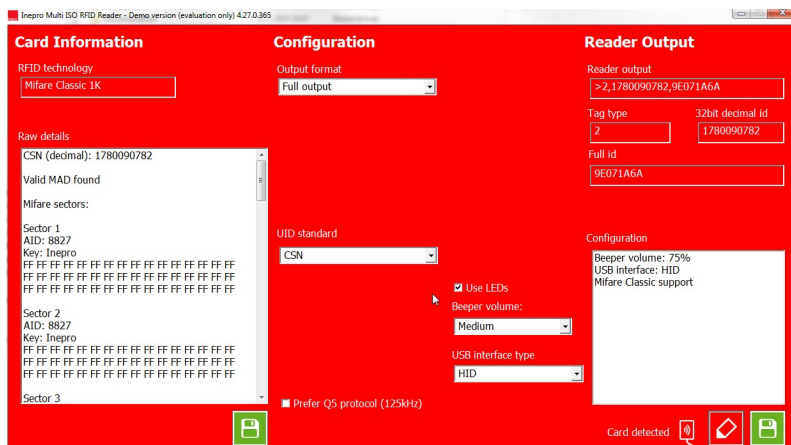 Inepro Multi ISO RFID Reader - Demo version (evaluation only) 4.27.0.365
Card Information
RFID technology
Mifare Classic 1K
Raw details
CSN (decimal): 1780090782
Valid MAD found
Mifare sectors:
Sector 1
AID: 8827
Key: Inepro
FF FF FF FF FF FF FF FF FF FF FF FF FF FF FF FF
FF FF FF FF FF FF FF FF FF FF FF FF FF FF FF FF
FF FF FF FF FF FF FF FF FF FF FF FF FF FF FF FF
Sector 2
AID: 8827
Key: Inepro
FF FF FF FF FF FF FF FF FF FF FF FF FF FF FF FF
FF FF FF FF FF FF FF FF FF FF FF FF FF FF FF FF
FF FF FF FF FF FF FF FF FF FF FF FF FF FF FF FF
Sector 3
Configuration
Output format
Full output
UID standard
CSN
Use LEDs
Beeper volume:
Medium
USB interface type
HID
Prefer Q5 protocol (125kHz)
Reader Output
Reader output
>2,1780090782,9E071A6A
Tag type
32bit decimal id
2
1780090782
Full id
9E071A6A
Configuration
Beeper volume: 75%
USB interface: HID
Mifare Classic support
Card detected